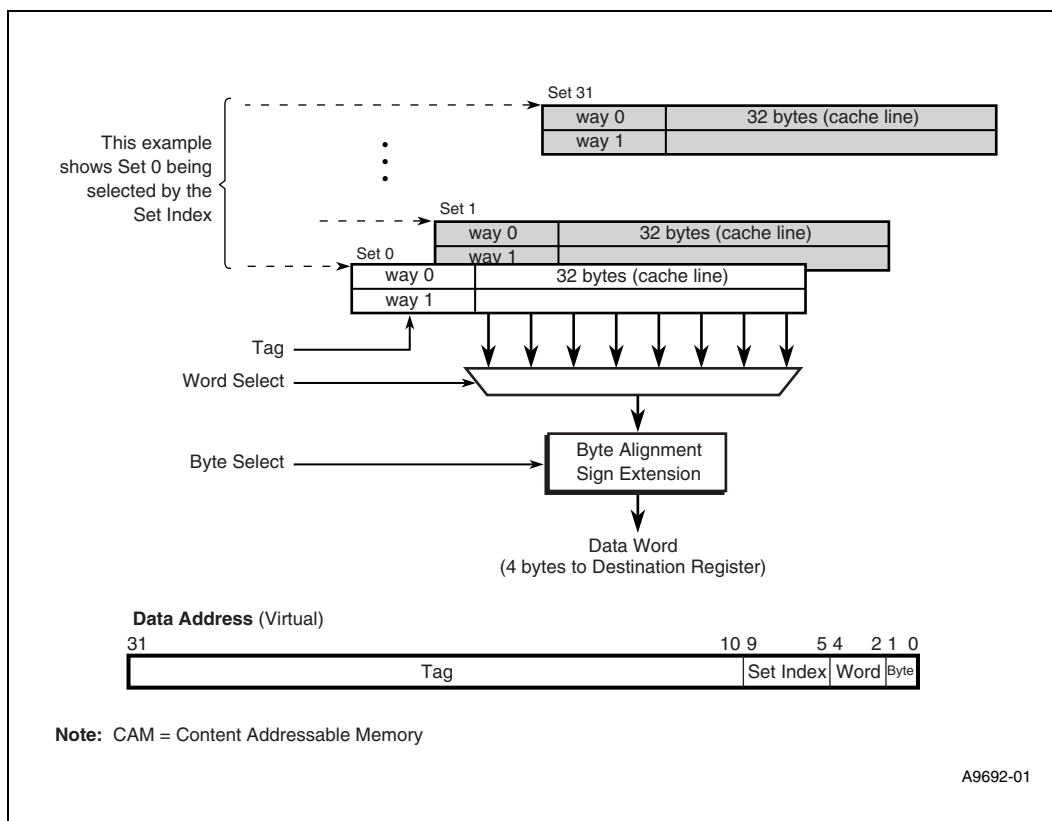 Set 31
way 0 32 bytes (cache line)
way 1
This example
shows Set 0 being
selected by the
Set Index
Set 1
way 0 32 bytes (cache line)
way 1
Set 0
way 0 32 bytes (cache line)
way 1
Tag
Word Select
Byte Select
Byte Alignment
Sign Extension
Data Word
(4 bytes to Destination Register)
Data Address (Virtual)
31 10 9 5 4 2 1 0
Tag Set Index Word Byte
Note: CAM = Content Addressable Memory
A9692-01